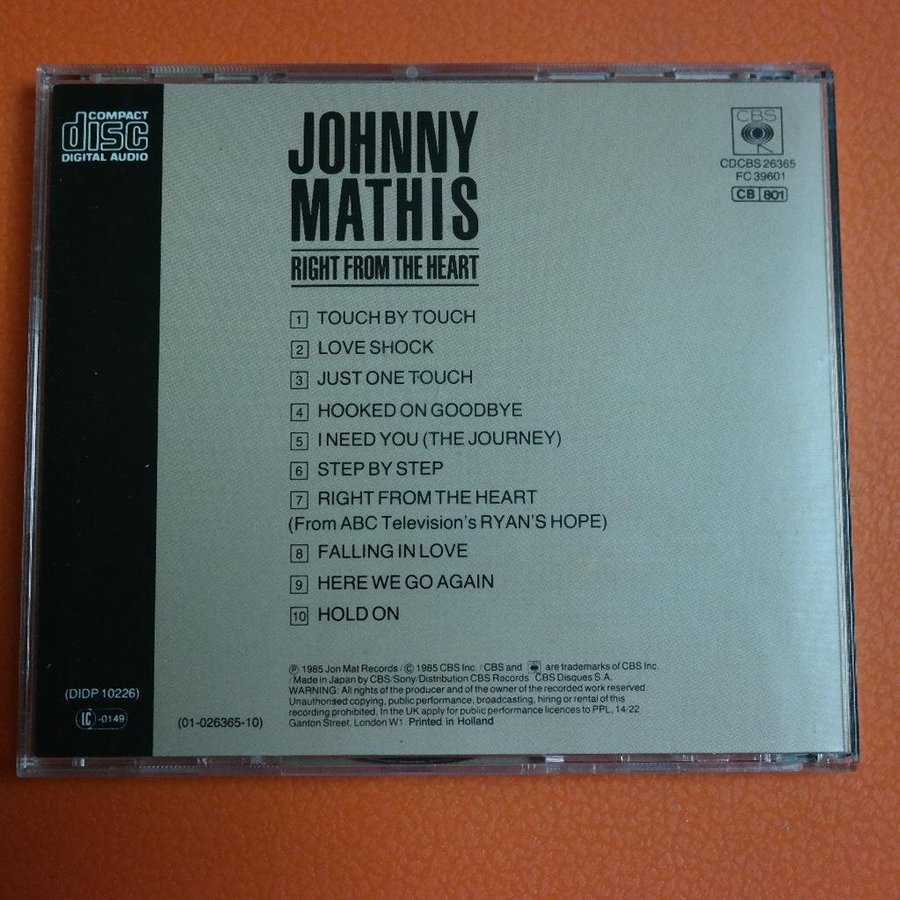 COMPACT
disc
DIGITAL AUDIO
JOHNNY
MATHIS
RIGHT FROM THE HEART
CBS
CDCBS 26365
FC 39601
CB 801
1 TOUCH BY TOUCH
2 LOVE SHOCK
3 JUST ONE TOUCH
4 HOOKED ON GOODBYE
5 I NEED YOU (THE JOURNEY)
6 STEP BY STEP
7 RIGHT FROM THE HEART
(From ABC Television's RYAN'S HOPE)
8 FALLING IN LOVE
9 HERE WE GO AGAIN
10 HOLD ON
℗ 1985 Jon Mat Records / © 1985 CBS Inc. / CBS and are trademarks of CBS Inc.
/ Made in Japan by CBS/Sony/Distribution CBS Records CBS Disques S.A.
WARNING: All rights of the producer and of the owner of the recorded work reserved.
Unauthorised copying, public performance, broadcasting, hiring or rental of this
recording prohibited. In the UK apply for public performance licences to PPL, 14/22
Ganton Street, London W1. Printed in Holland
(DIDP 10226)
IC -0149
(01-026365-10)